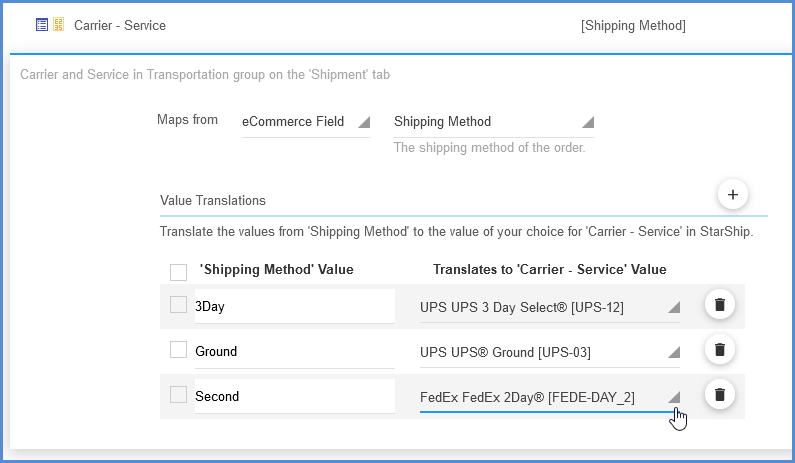 Carrier - Service [Shipping Method]
Carrier and Service in Transportation group on the 'Shipment' tab
Maps from eCommerce Field Shipping Method
The shipping method of the order.
Value Translations +
Translate the values from 'Shipping Method' to the value of your choice for 'Carrier - Service' in StarShip.
'Shipping Method' Value Translates to 'Carrier - Service' Value
3Day UPS UPS 3 Day Select® [UPS-12]
Ground UPS UPS® Ground [UPS-03]
Second FedEx FedEx 2Day® [FEDE-DAY_2]